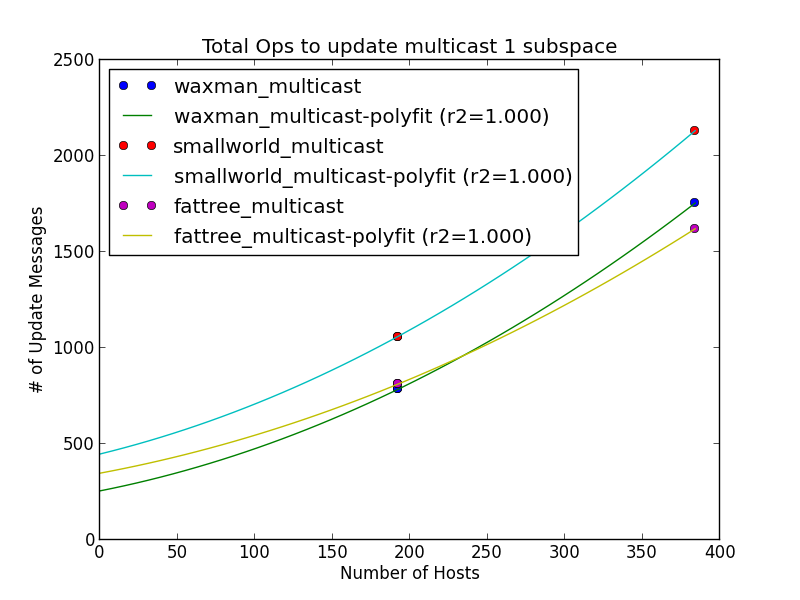 Total Ops to update multicast 1 subspace
2500
2000
1500
1000
500
0
# of Update Messages
waxman_multicast
waxman_multicast-polyfit (r2=1.000)
smallworld_multicast
smallworld_multicast-polyfit (r2=1.000)
fattree_multicast
fattree_multicast-polyfit (r2=1.000)
0 50 100 150 200 250 300 350 400
Number of Hosts